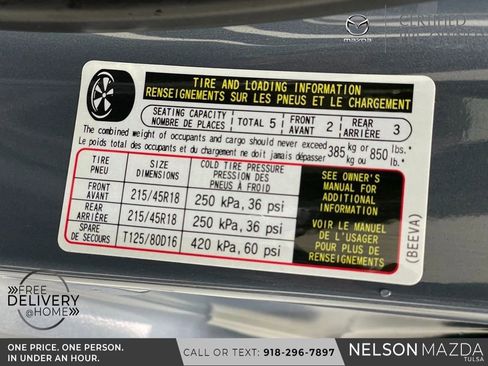 mazda
CERTIFIED
PRE-OWNED
TIRE AND LOADING INFORMATION
RENSEIGNEMENTS SUR LES PNEUS ET LE CHARGEMENT
SEATING CAPACITY
NOMBRE DE PLACES
TOTAL 5
FRONT
AVANT 2
REAR
ARRIÈRE 3
The combined weight of occupants and cargo should never exceed
Le poids total des occupants et du chargement ne doit jamais dépasser
385 kg or 850 lbs.
kg ou lb.
TIRE
PNEU
SIZE
DIMENSIONS
COLD TIRE PRESSURE
PRESSION DES
PNEUS À FROID
FRONT
AVANT
215/45R18
250 kPa, 36 psi
REAR
ARRIÈRE
215/45R18
250 kPa, 36 psi
SPARE
DE SECOURS
T125/80D16
420 kPa, 60 psi
SEE OWNER'S
MANUAL FOR
ADDITIONAL
INFORMATION
VOIR LE MANUEL
DE L'USAGER
POUR PLUS DE
RENSEIGNEMENTS
(BEEVA)
FREE
DELIVERY
@HOME
ONE PRICE. ONE PERSON.
IN UNDER AN HOUR.
CALL OR TEXT: 918-296-7897
NELSON MAZDA
TULSA